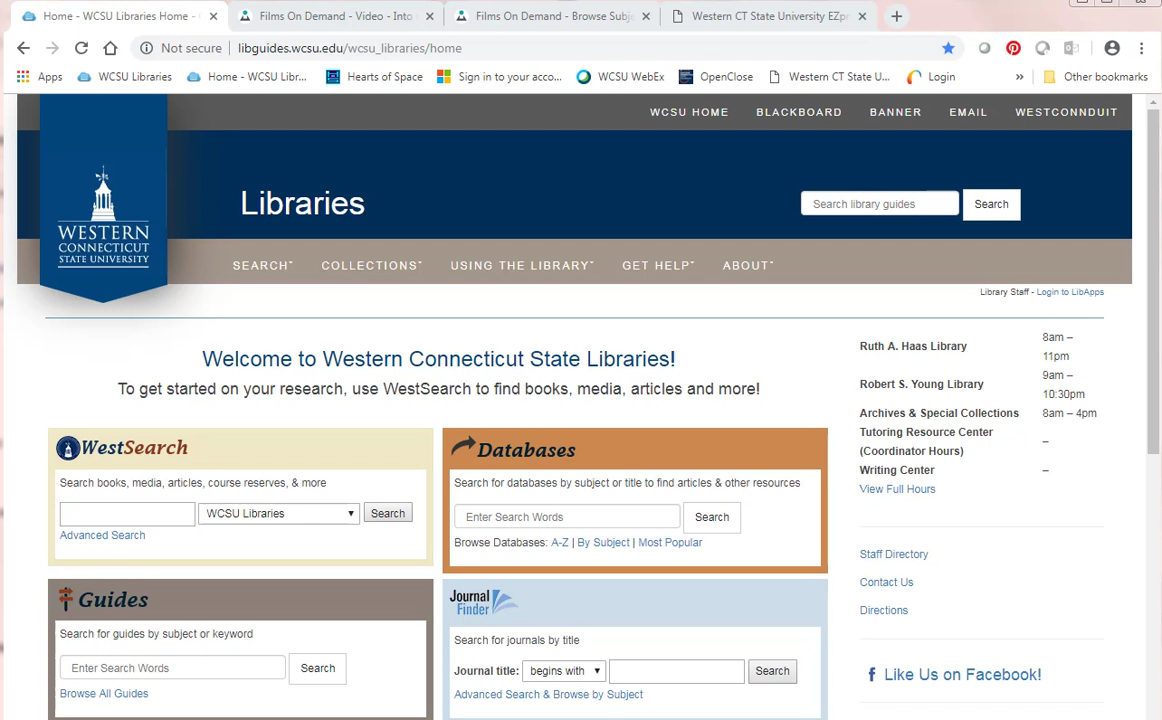 Home - WCSU Libraries Home -
Films On Demand - Video - Into
Films On Demand - Browse Subje
Western CT State University EZpr
Not secure
libguides.wcsu.edu/wcsu_libraries/home
Apps
WCSU Libraries
Home - WCSU Libr...
Hearts of Space
Sign in to your acco...
WCSU WebEx
OpenClose
Western CT State U...
Login
»
Other bookmarks
WCSU HOME
BLACKBOARD
BANNER
EMAIL
WESTCONNDUIT
WESTERN
CONNECTICUT
STATE UNIVERSITY
Libraries
Search library guides
Search
SEARCH
COLLECTIONS
USING THE LIBRARY
GET HELP
ABOUT
Library Staff - Login to LibApps
Welcome to Western Connecticut State Libraries!
To get started on your research, use WestSearch to find books, media, articles and more!
WestSearch
Search books, media, articles, course reserves, & more
WCSU Libraries
Search
Advanced Search
Databases
Search for databases by subject or title to find articles & other resources
Enter Search Words
Search
Browse Databases: A-Z | By Subject | Most Popular
Guides
Search for guides by subject or keyword
Enter Search Words
Search
Browse All Guides
Journal
Finder
Search for journals by title
Journal title: begins with
Search
Advanced Search & Browse by Subject
Ruth A. Haas Library 8am –
11pm
Robert S. Young Library 9am –
10:30pm
Archives & Special Collections 8am – 4pm
Tutoring Resource Center
(Coordinator Hours) –
Writing Center –
View Full Hours
Staff Directory
Contact Us
Directions
f Like Us on Facebook!